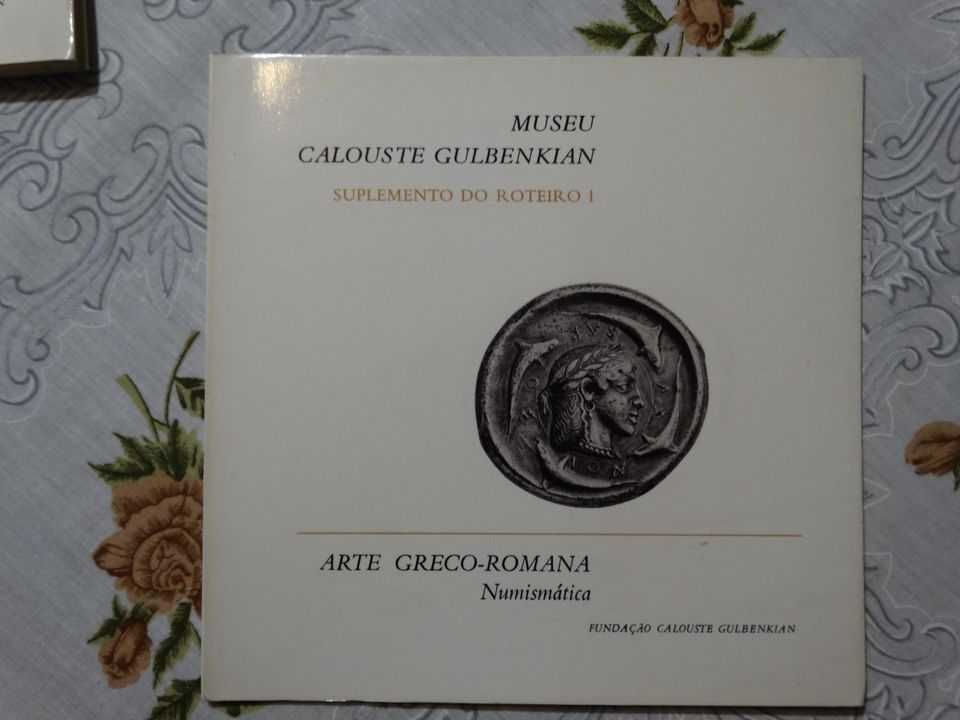 MUSEU
CALOUSTE GULBENKIAN
SUPLEMENTO DO ROTEIRO I
ARTE GRECO-ROMANA
Numismática
FUNDAÇÃO CALOUSTE GULBENKIAN